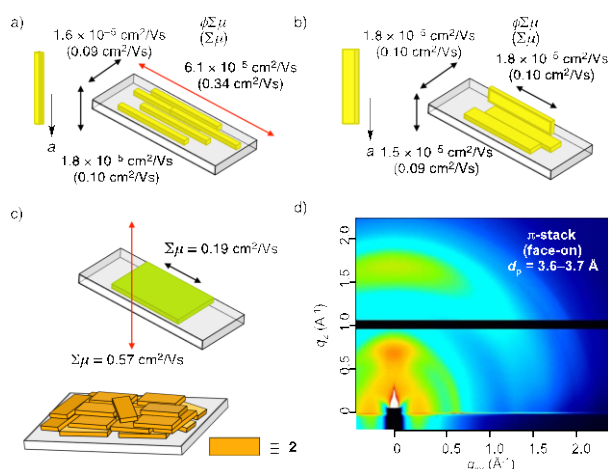 a)
ϕΣμ
(Σμ)
1.6 × 10⁻⁵ cm²/Vs
(0.09 cm²/Vs)
6.1 × 10⁻⁵ cm²/Vs
(0.34 cm²/Vs)
a
1.8 × 10⁻⁵ cm²/Vs
(0.10 cm²/Vs)
b)
ϕΣμ
(Σμ)
1.8 × 10⁻⁵ cm²/Vs
(0.10 cm²/Vs)
1.8 × 10⁻⁵ cm²/Vs
(0.10 cm²/Vs)
a
1.5 × 10⁻⁵ cm²/Vs
(0.09 cm²/Vs)
c)
Σμ = 0.19 cm²/Vs
Σμ = 0.57 cm²/Vs
≡ 2
d)
π-stack
(face-on)
dₚ = 3.6–3.7 Å
2.0
1.5
1.0
0.5
0
q_z (Å⁻¹)
0 0.5 1.0 1.5 2.0
(Å⁻¹)